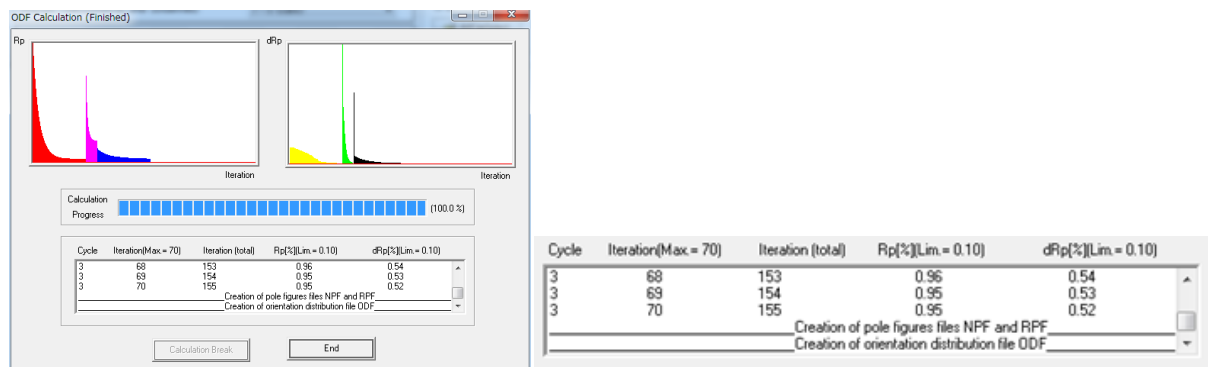 ODF Calculation (Finished)
Rp
dRp
Iteration
Iteration
Calculation
Progress
(100.0 %)
Cycle Iteration(Max.= 70) Iteration (total) Rp[%](Lim.= 0.10) dRp[%](Lim.= 0.10)
3 68 153 0.96 0.54
3 69 154 0.95 0.53
3 70 155 0.95 0.52
Creation of pole figures files NPF and RPF
Creation of orientation distribution file ODF
Calculation Break
End
Cycle Iteration(Max.= 70) Iteration (total) Rp[%](Lim.= 0.10) dRp[%](Lim.= 0.10)
3 68 153 0.96 0.54
3 69 154 0.95 0.53
3 70 155 0.95 0.52
Creation of pole figures files NPF and RPF
Creation of orientation distribution file ODF